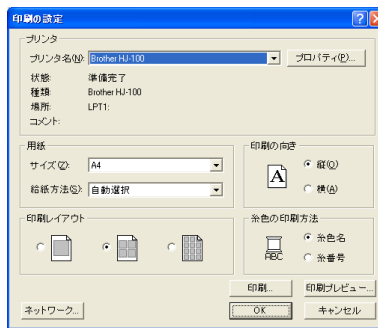 印刷の設定
プリンタ
プリンタ名(N): Brother HJ-100 プロパティ(P)...
状態: 準備完了
種類: Brother HJ-100
場所: LPT1:
コメント:
用紙
サイズ(Z): A4
給紙方法(S): 自動選択
印刷の向き
A
縦(O)
横(A)
印刷レイアウト
糸色の印刷方法
ABC
糸色名
糸番号
印刷... 印刷プレビュー...
ネットワーク... OK キャンセル